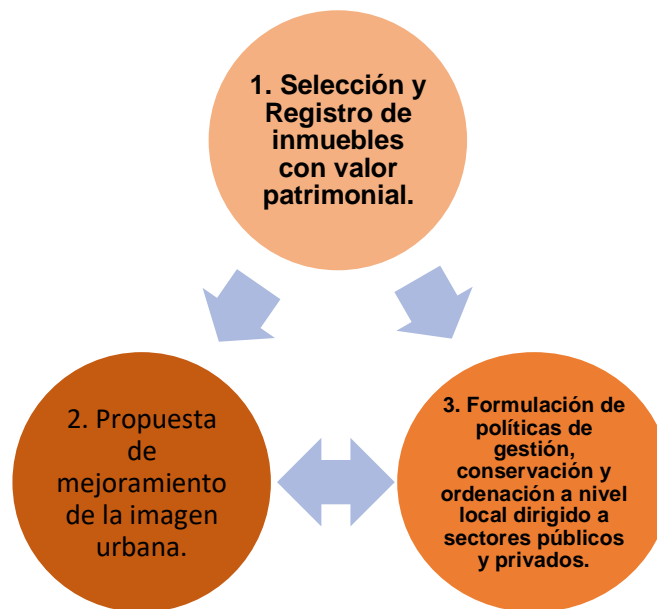 1. Selección y
Registro de
inmuebles
con valor
patrimonial.
2. Propuesta
de
mejoramiento
de la imagen
urbana.
3. Formulación de
políticas de
gestión,
conservación y
ordenación a nivel
local dirigido a
sectores públicos
y privados.